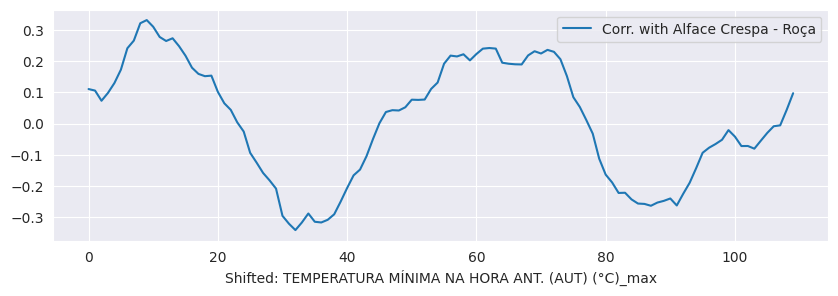 Corr. with Alface Crespa - Roça
0.3
0.2
0.1
0.0
−0.1
−0.2
−0.3
0 20 40 60 80 100
Shifted: TEMPERATURA MÍNIMA NA HORA ANT. (AUT) (°C)_max